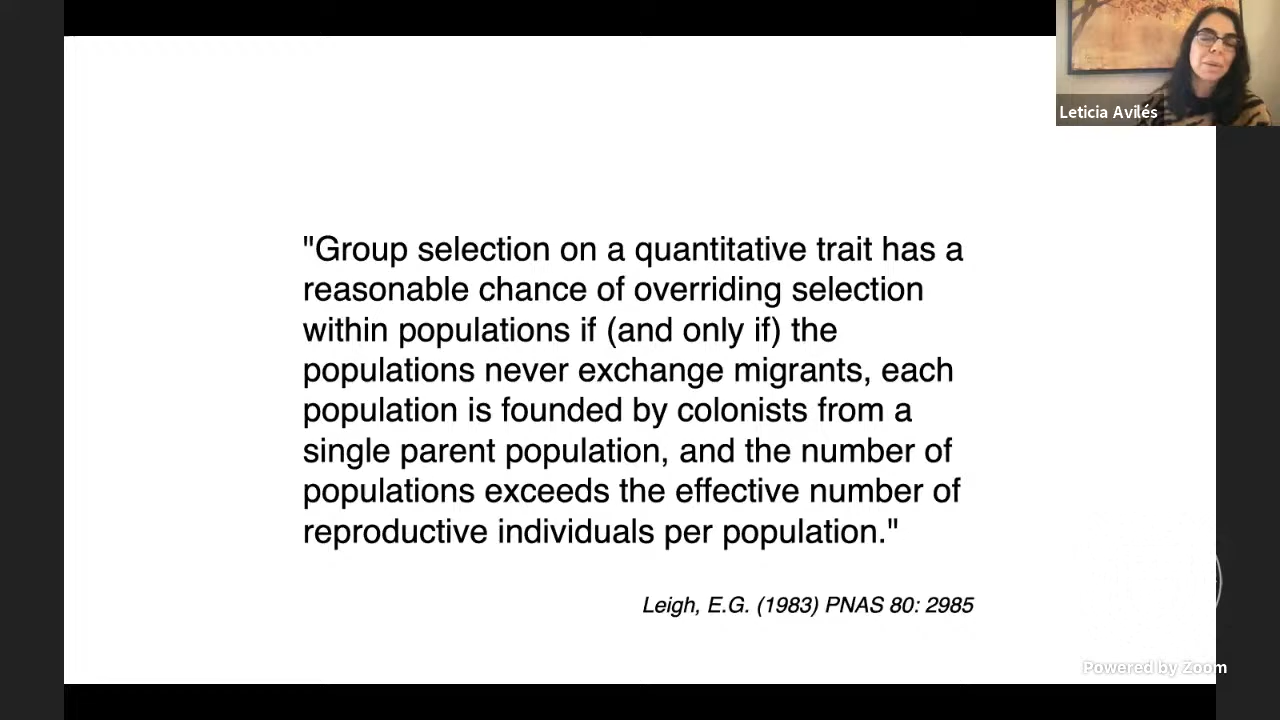 Leticia Avilés
"Group selection on a quantitative trait has a
reasonable chance of overriding selection
within populations if (and only if) the
populations never exchange migrants, each
population is founded by colonists from a
single parent population, and the number of
populations exceeds the effective number of
reproductive individuals per population."
Leigh, E.G. (1983) PNAS 80: 2985
Powered by Zoom